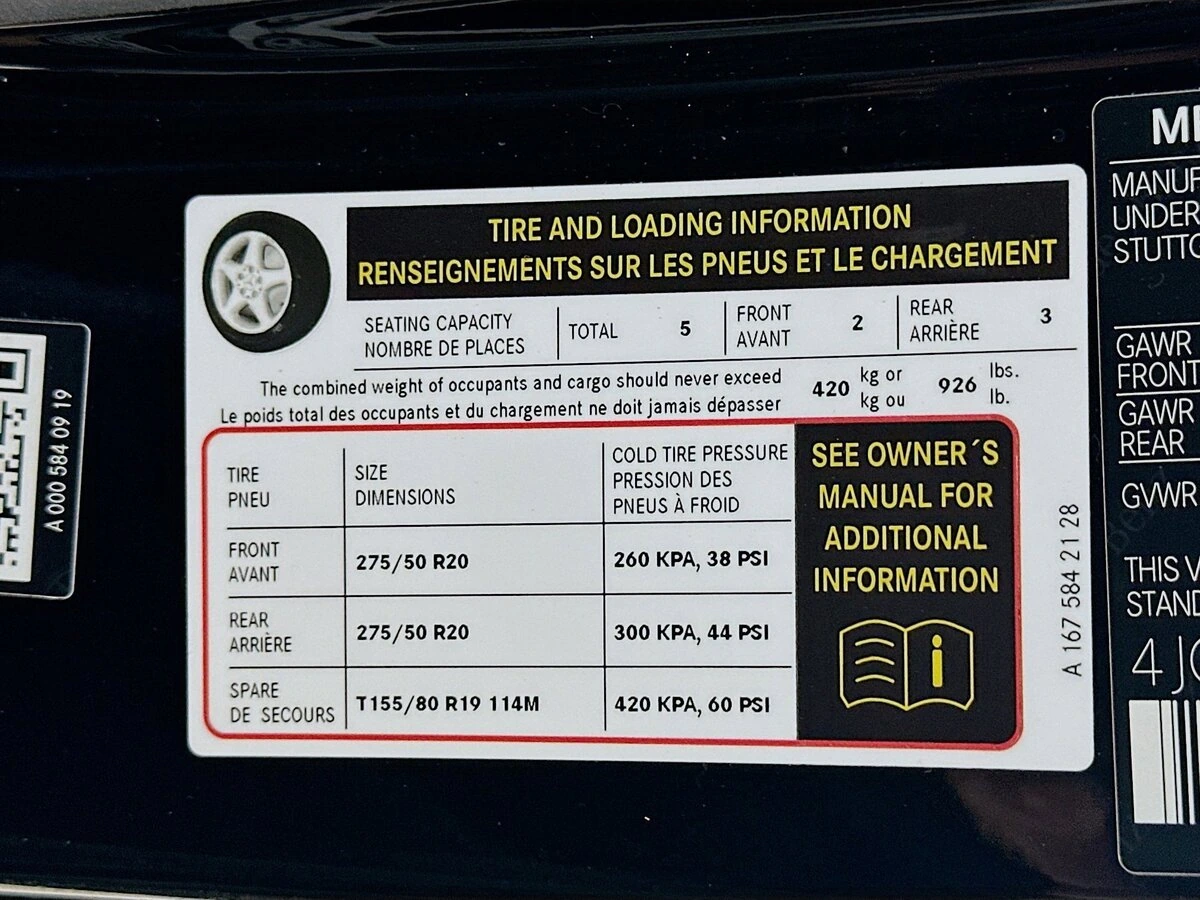 TIRE AND LOADING INFORMATION
RENSEIGNEMENTS SUR LES PNEUS ET LE CHARGEMENT
SEATING CAPACITY
NOMBRE DE PLACES
TOTAL 5
FRONT
AVANT
2
REAR
ARRIÈRE
3
The combined weight of occupants and cargo should never exceed
Le poids total des occupants et du chargement ne doit jamais dépasser
420
kg or
kg ou
926
lbs.
lb.
TIRE
PNEU
SIZE
DIMENSIONS
COLD TIRE PRESSURE
PRESSION DES
PNEUS À FROID
FRONT
AVANT
275/50 R20
260 KPA, 38 PSI
REAR
ARRIÈRE
275/50 R20
300 KPA, 44 PSI
SPARE
DE SECOURS
T155/80 R19 114M
420 KPA, 60 PSI
SEE OWNER´S
MANUAL FOR
ADDITIONAL
INFORMATION
A 167 584 21 28
A 000 584 09 19
UNDER
GAWR
FRONT
GAWR
REAR
GVWR
THIS